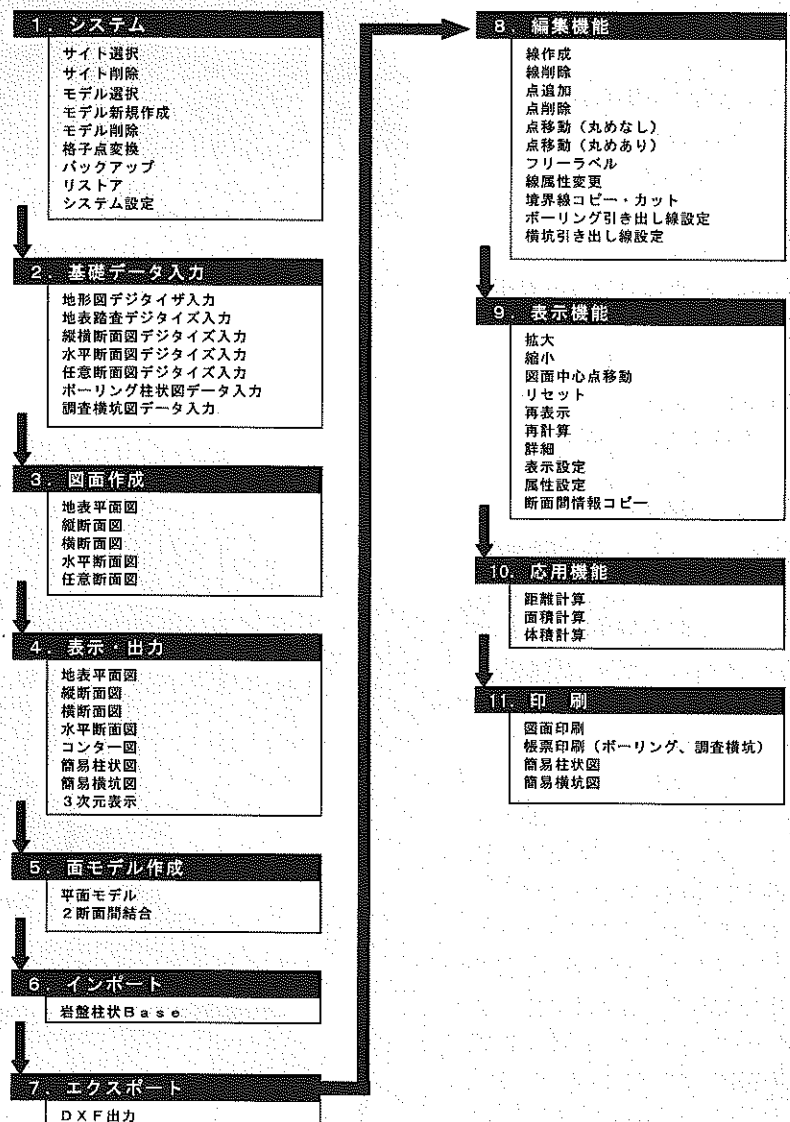 1. システム
サイト選択
サイト削除
モデル選択
モデル新規作成
モデル削除
格子点変換
バックアップ
リストア
システム設定
2. 基礎データ入力
地形図デジタイザ入力
地表踏査デジタイズ入力
縦横断面図デジタイズ入力
水平断面図デジタイズ入力
任意断面図デジタイズ入力
ボーリング柱状図データ入力
調査横坑図データ入力
3. 図面作成
地表平面図
縦断面図
横断面図
水平断面図
任意断面図
4. 表示・出力
地表平面図
縦断面図
横断面図
水平断面図
コンター図
簡易柱状図
簡易横坑図
3次元表示
5. 面モデル作成
平面モデル
2断面間結合
6. インポート
岩盤柱状Base
7. エクスポート
DXF出力
8. 編集機能
線作成
線削除
点追加
点削除
点移動(丸めなし)
点移動(丸めあり)
フリーラベル
線属性変更
境界線コピー・カット
ボーリング引き出し線設定
横坑引き出し線設定
9. 表示機能
拡大
縮小
図面中心点移動
リセット
再表示
再計算
詳細
表示設定
属性設定
断面間情報コピー
10. 応用機能
距離計算
面積計算
体積計算
11. 印 刷
図面印刷
帳票印刷(ボーリング、調査横坑)
簡易柱状図
簡易横坑図